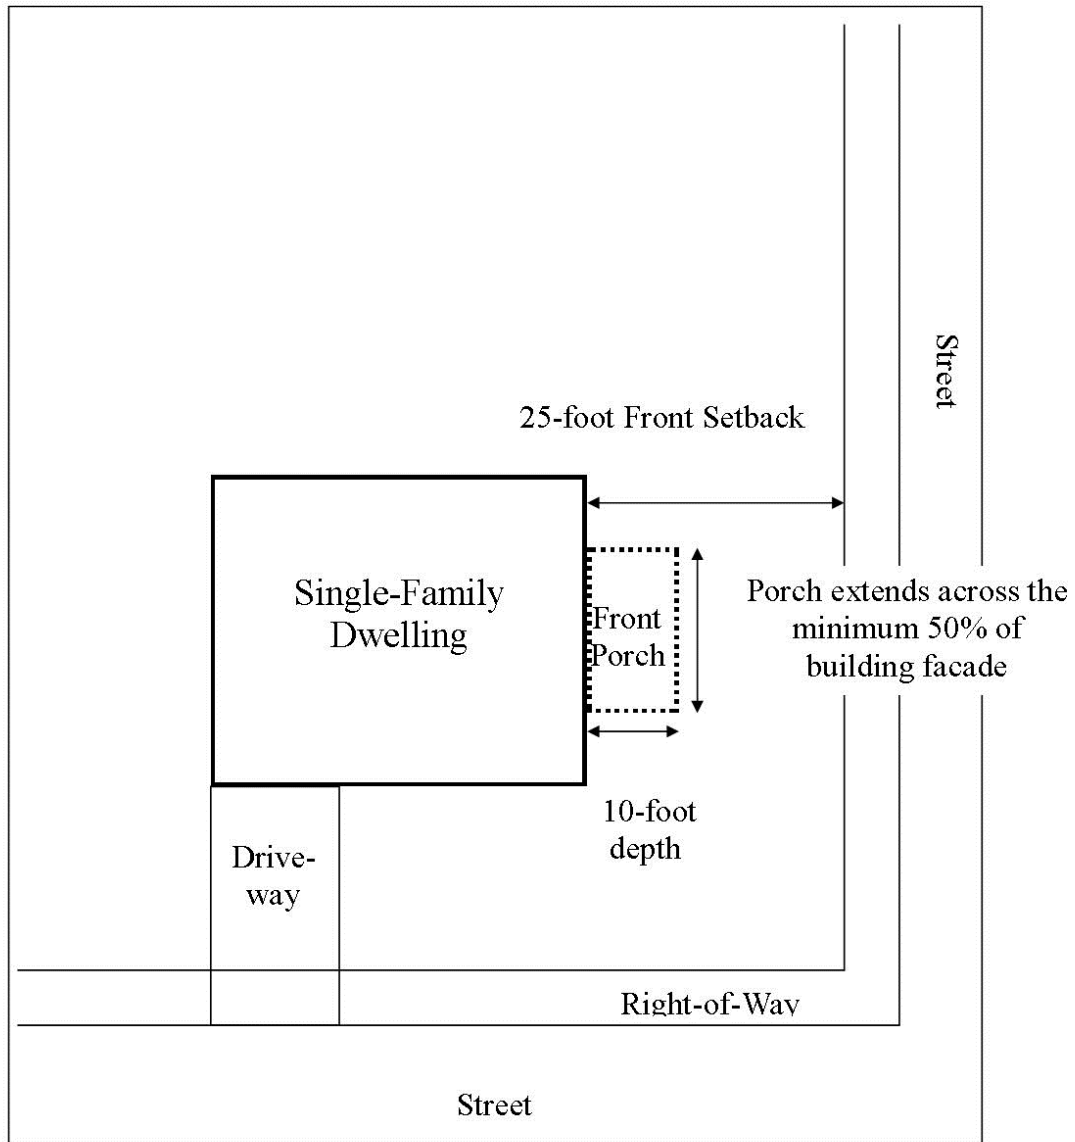 Street
25-foot Front Setback
Single-Family
Dwelling
Front
Porch
Porch extends across the
minimum 50% of
building facade
10-foot
depth
Drive-
way
Right-of-Way
Street